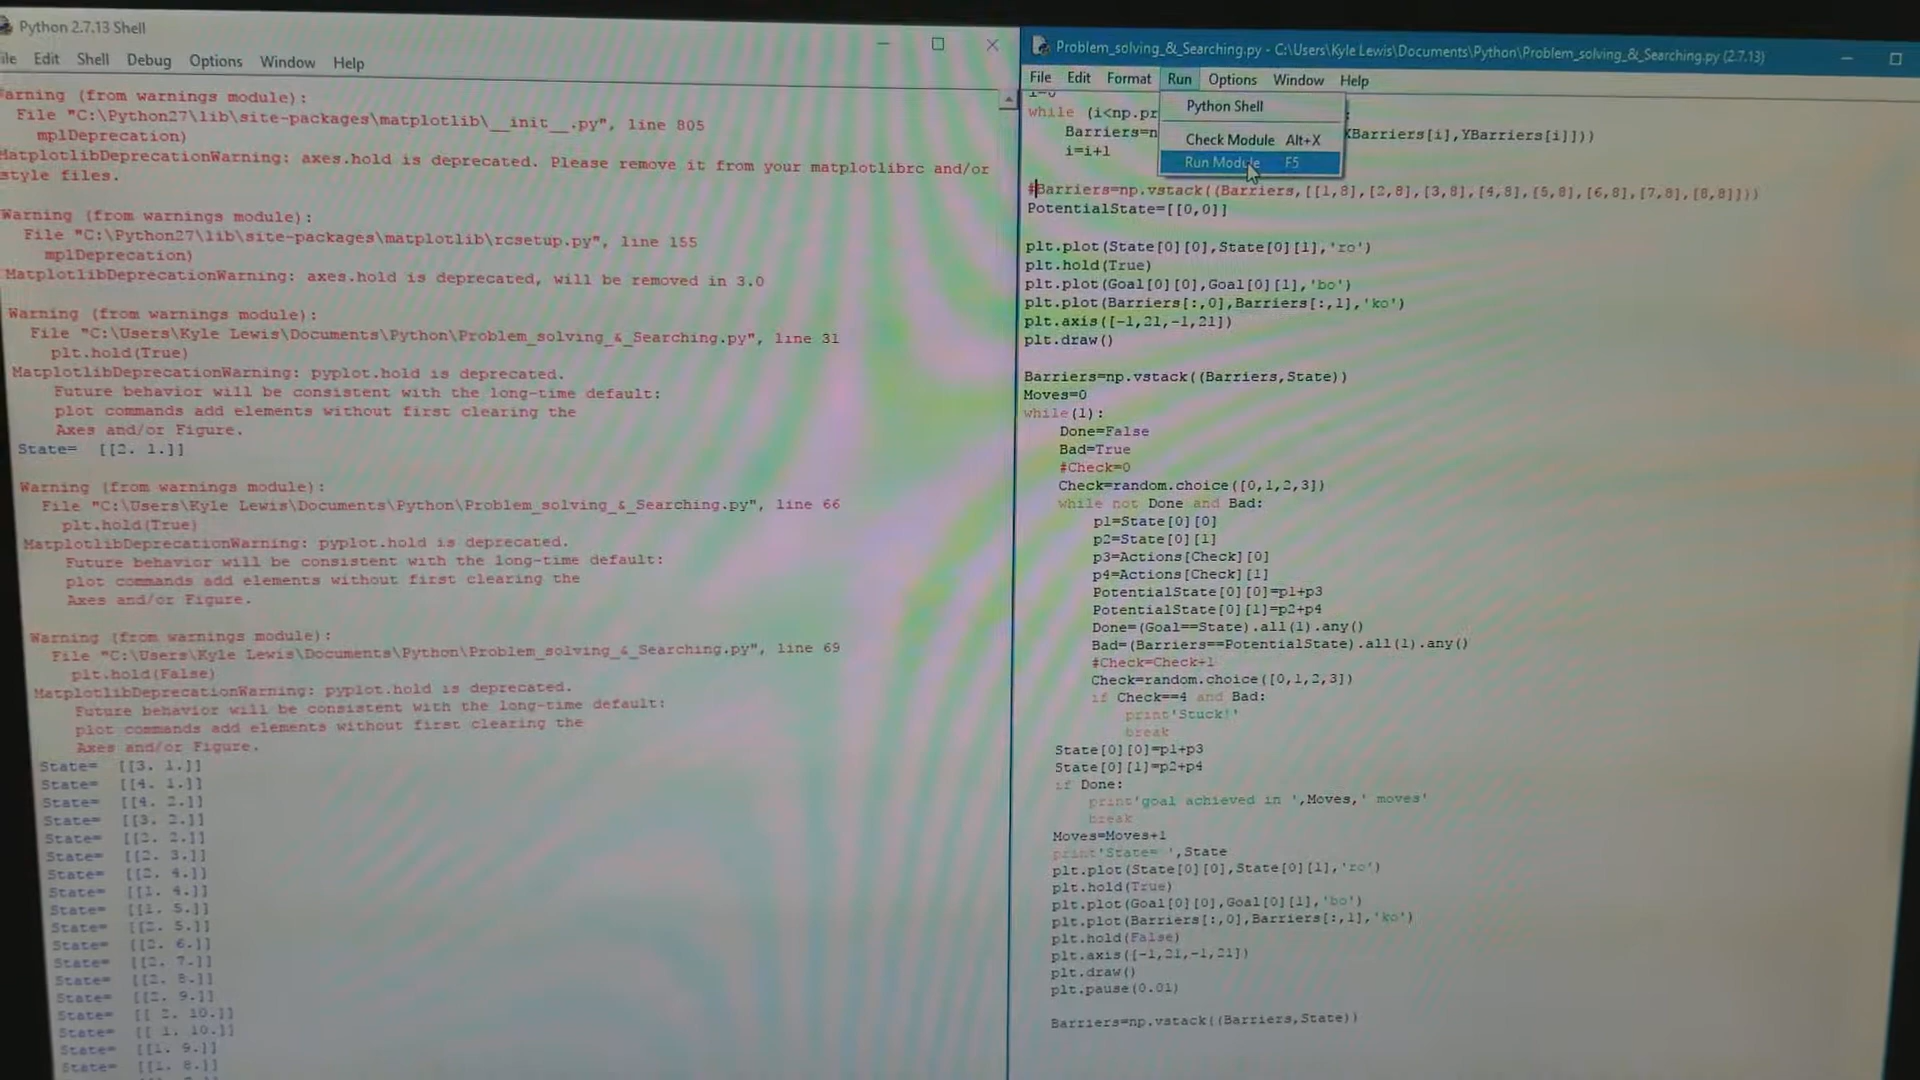 Python 2.7.13 Shell
ile Edit Shell Debug Options Window Help
arning (from warnings module):
File "C:\Python27\lib\site-packages\matplotlib\__init__.py", line 805
mplDeprecation)
MatplotlibDeprecationWarning: axes.hold is deprecated. Please remove it from your matplotlibrc and/or
style files.
Warning (from warnings module):
File "C:\Python27\lib\site-packages\matplotlib\rcsetup.py", line 155
mplDeprecation)
MatplotlibDeprecationWarning: axes.hold is deprecated, will be removed in 3.0
Warning (from warnings module):
File "C:\Users\Kyle Lewis\Documents\Python\Problem_solving_&_Searching.py", line 31
plt.hold(True)
MatplotlibDeprecationWarning: pyplot.hold is deprecated.
Future behavior will be consistent with the long-time default:
plot commands add elements without first clearing the
Axes and/or Figure.
State= [[2. 1.]]
Warning (from warnings module):
File "C:\Users\Kyle Lewis\Documents\Python\Problem_solving_&_Searching.py", line 66
plt.hold(True)
MatplotlibDeprecationWarning: pyplot.hold is deprecated.
Future behavior will be consistent with the long-time default:
plot commands add elements without first clearing the
Axes and/or Figure.
Warning (from warnings module):
File "C:\Users\Kyle Lewis\Documents\Python\Problem_solving_&_Searching.py", line 69
plt.hold(False)
MatplotlibDeprecationWarning: pyplot.hold is deprecated.
Future behavior will be consistent with the long-time default:
plot commands add elements without first clearing the
Axes and/or Figure.
State= [[3. 1.]]
State= [[4. 1.]]
State= [[4. 2.]]
State= [[3. 2.]]
State= [[2. 2.]]
State= [[2. 3.]]
State= [[2. 4.]]
State= [[1. 4.]]
State= [[1. 5.]]
State= [[2. 5.]]
State= [[2. 6.]]
State= [[2. 7.]]
State= [[2. 8.]]
State= [[2. 9.]]
State= [[ 2. 10.]]
State= [[ 1. 10.]]
State= [[1. 9.]]
State= [[1. 8.]]
Problem_solving_&_Searching.py - C:\Users\Kyle Lewis\Documents\Python\Problem_solving_&_Searching.py (2.7.13)
File Edit Format Run Options Window Help
Python Shell
Check Module Alt+X
Run Module F5
i=0
while (i<np.pr :
Barriers=n XBarriers[i],YBarriers[i]]))
i=i+1
#Barriers=np.vstack((Barriers,[[1,8],[2,8],[3,8],[4,8],[5,8],[6,8],[7,8],[8,8]]))
PotentialState=[[0,0]]
plt.plot(State[0][0],State[0][1],'ro')
plt.hold(True)
plt.plot(Goal[0][0],Goal[0][1],'bo')
plt.plot(Barriers[:,0],Barriers[:,1],'ko')
plt.axis([-1,21,-1,21])
plt.draw()
Barriers=np.vstack((Barriers,State))
Moves=0
while(1):
Done=False
Bad=True
#Check=0
Check=random.choice([0,1,2,3])
while not Done and Bad:
p1=State[0][0]
p2=State[0][1]
p3=Actions[Check][0]
p4=Actions[Check][1]
PotentialState[0][0]=p1+p3
PotentialState[0][1]=p2+p4
Done=(Goal==State).all(1).any()
Bad=(Barriers==PotentialState).all(1).any()
#Check=Check+1
Check=random.choice([0,1,2,3])
if Check==4 and Bad:
print'Stuck!'
break
State[0][0]=p1+p3
State[0][1]=p2+p4
if Done:
print'goal achieved in ',Moves,' moves'
break
Moves=Moves+1
print'State= ',State
plt.plot(State[0][0],State[0][1],'ro')
plt.hold(True)
plt.plot(Goal[0][0],Goal[0][1],'bo')
plt.plot(Barriers[:,0],Barriers[:,1],'ko')
plt.hold(False)
plt.axis([-1,21,-1,21])
plt.draw()
plt.pause(0.01)
Barriers=np.vstack((Barriers,State))